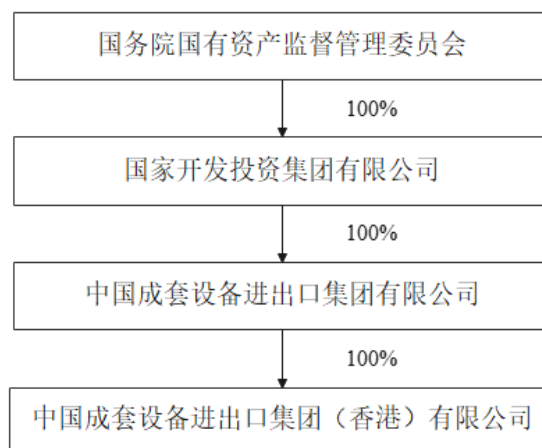 国务院国有资产监督管理委员会
100%
国家开发投资集团有限公司
100%
中国成套设备进出口集团有限公司
100%
中国成套设备进出口集团（香港）有限公司